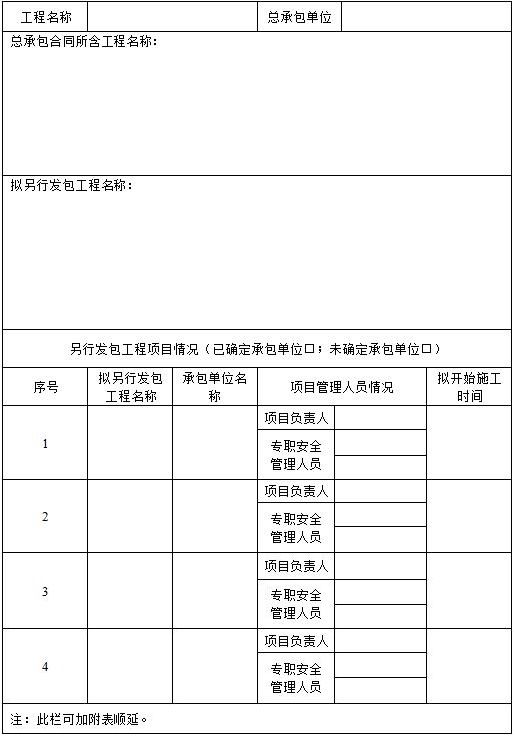 工程名称 总承包单位
总承包合同所含工程名称：
拟另行发包工程名称：
另行发包工程项目情况（已确定承包单位□；未确定承包单位□）
序号 拟另行发包 承包单位名 项目管理人员情况 拟开始施工
工程名称 称 时间
项目负责人
1 专职安全
管理人员
项目负责人
2 专职安全
管理人员
项目负责人
3 专职安全
管理人员
项目负责人
4 专职安全
管理人员
注：此栏可加附表顺延。